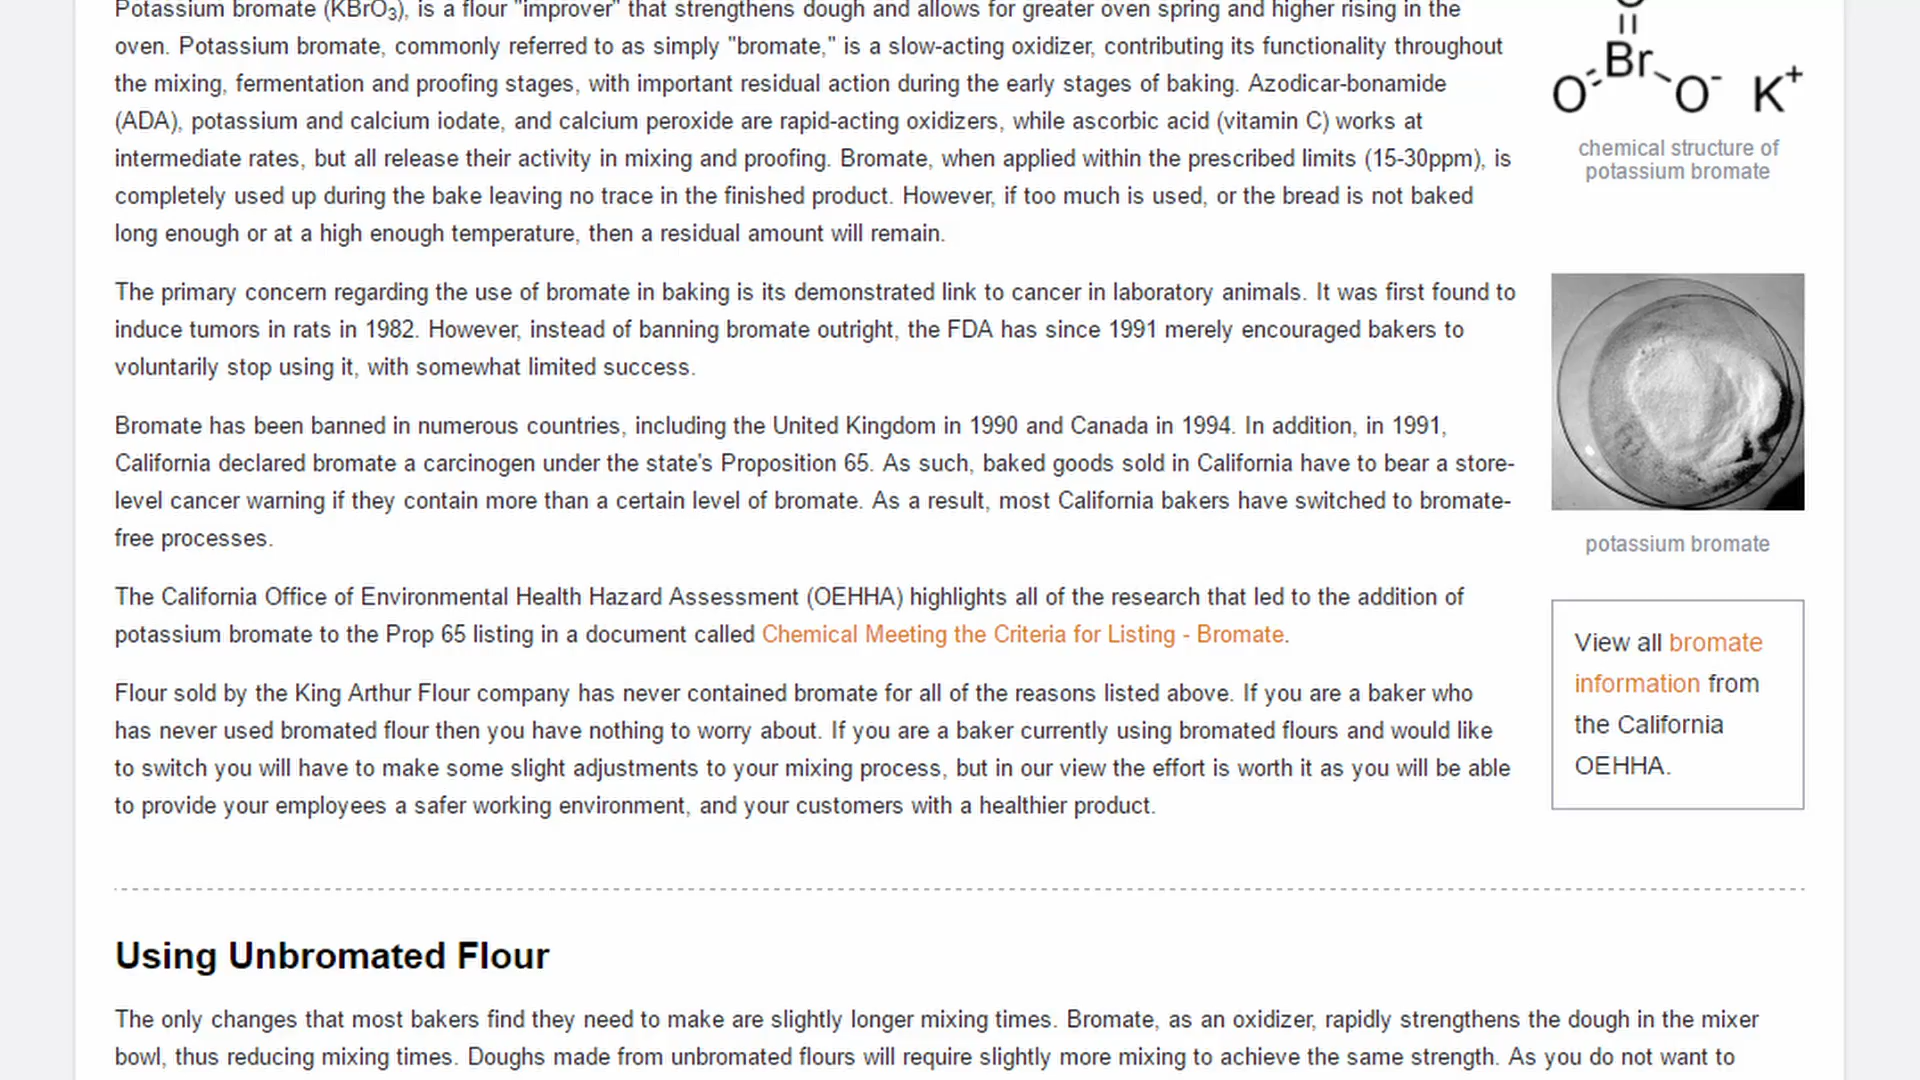 Potassium bromate (KBrO3), is a flour "improver" that strengthens dough and allows for greater oven spring and higher rising in the
oven. Potassium bromate, commonly referred to as simply "bromate," is a slow-acting oxidizer, contributing its functionality throughout
the mixing, fermentation and proofing stages, with important residual action during the early stages of baking. Azodicar-bonamide
(ADA), potassium and calcium iodate, and calcium peroxide are rapid-acting oxidizers, while ascorbic acid (vitamin C) works at
intermediate rates, but all release their activity in mixing and proofing. Bromate, when applied within the prescribed limits (15-30ppm), is
completely used up during the bake leaving no trace in the finished product. However, if too much is used, or the bread is not baked
long enough or at a high enough temperature, then a residual amount will remain.
The primary concern regarding the use of bromate in baking is its demonstrated link to cancer in laboratory animals. It was first found to
induce tumors in rats in 1982. However, instead of banning bromate outright, the FDA has since 1991 merely encouraged bakers to
voluntarily stop using it, with somewhat limited success.
Bromate has been banned in numerous countries, including the United Kingdom in 1990 and Canada in 1994. In addition, in 1991,
California declared bromate a carcinogen under the state's Proposition 65. As such, baked goods sold in California have to bear a store-
level cancer warning if they contain more than a certain level of bromate. As a result, most California bakers have switched to bromate-
free processes.
The California Office of Environmental Health Hazard Assessment (OEHHA) highlights all of the research that led to the addition of
potassium bromate to the Prop 65 listing in a document called Chemical Meeting the Criteria for Listing - Bromate.
Flour sold by the King Arthur Flour company has never contained bromate for all of the reasons listed above. If you are a baker who
has never used bromated flour then you have nothing to worry about. If you are a baker currently using bromated flours and would like
to switch you will have to make some slight adjustments to your mixing process, but in our view the effort is worth it as you will be able
to provide your employees a safer working environment, and your customers with a healthier product.
O
Br
O O- K+
chemical structure of
potassium bromate
potassium bromate
View all bromate
information from
the California
OEHHA.
Using Unbromated Flour
The only changes that most bakers find they need to make are slightly longer mixing times. Bromate, as an oxidizer, rapidly strengthens the dough in the mixer
bowl, thus reducing mixing times. Doughs made from unbromated flours will require slightly more mixing to achieve the same strength. As you do not want to